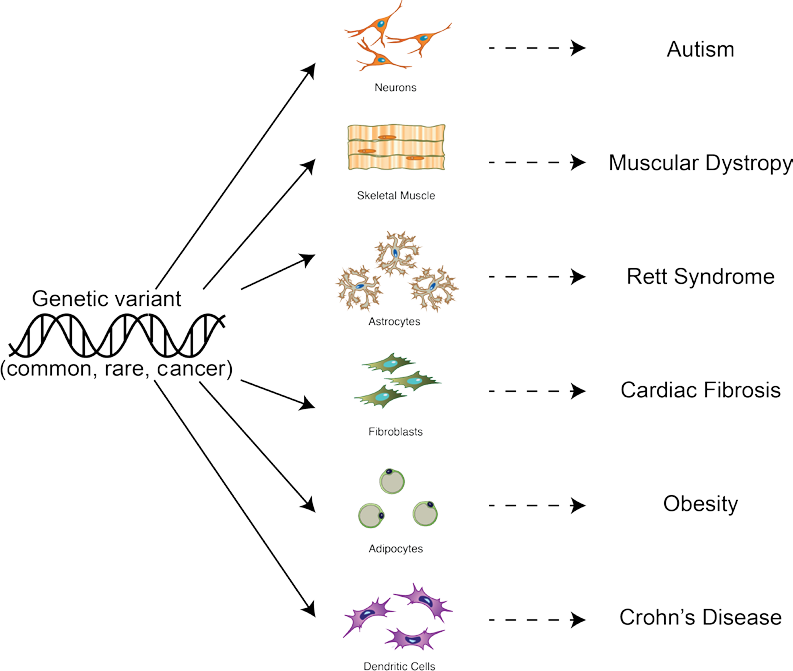 Neurons
Autism
Skeletal Muscle
Muscular Dystropy
Astrocytes
Rett Syndrome
Genetic variant
(common, rare, cancer)
Fibroblasts
Cardiac Fibrosis
Adipocytes
Obesity
Dendritic Cells
Crohn’s Disease